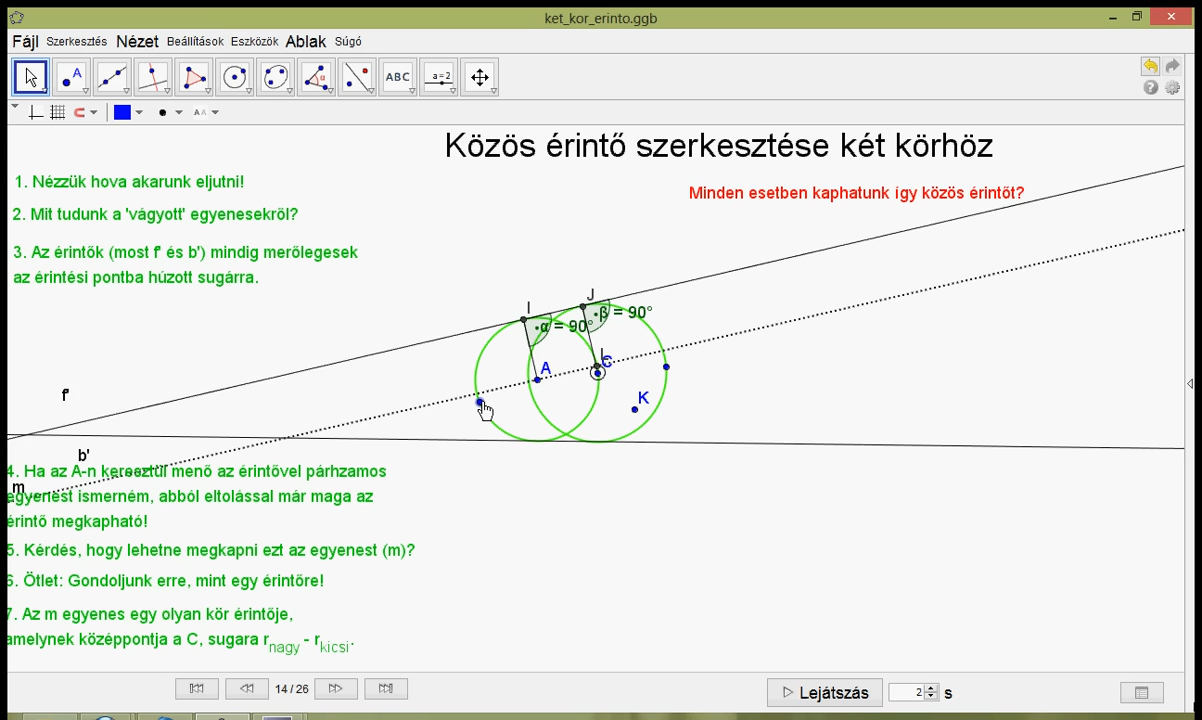 ket_kor_erinto.ggb
Fájl Szerkesztés Nézet Beállítások Eszközök Ablak Súgó
A α ABC a=2
AA
Közös érintő szerkesztése két körhöz
1. Nézzük hova akarunk eljutni!
Minden esetben kaphatunk így közös érintőt?
2. Mit tudunk a 'vágyott' egyenesekről?
3. Az érintők (most f' és b') mindig merőlegesek
az érintési pontba húzott sugárra.
I
J
α = 90°
β = 90°
A
C
K
f'
b'
m
4. Ha az A-n keresztül menő az érintővel párhzamos
egyenest ismerném, abból eltolással már maga az
érintő megkapható!
5. Kérdés, hogy lehetne megkapni ezt az egyenest (m)?
6. Ötlet: Gondoljunk erre, mint egy érintőre!
7. Az m egyenes egy olyan kör érintője,
amelynek középpontja a C, sugara rnagy - rkicsi.
14 / 26
Lejátszás
2 s